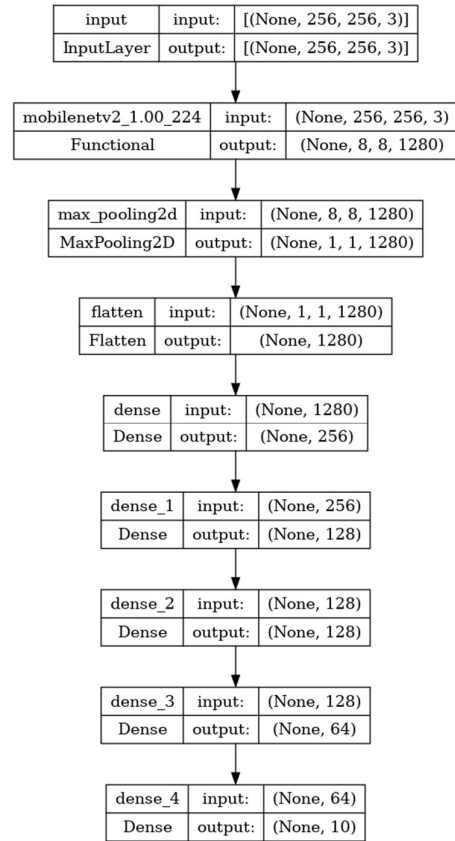 input input: [(None, 256, 256, 3)]
InputLayer output: [(None, 256, 256, 3)]
mobilenetv2_1.00_224 input: (None, 256, 256, 3)
Functional output: (None, 8, 8, 1280)
max_pooling2d input: (None, 8, 8, 1280)
MaxPooling2D output: (None, 1, 1, 1280)
flatten input: (None, 1, 1, 1280)
Flatten output: (None, 1280)
dense input: (None, 1280)
Dense output: (None, 256)
dense_1 input: (None, 256)
Dense output: (None, 128)
dense_2 input: (None, 128)
Dense output: (None, 128)
dense_3 input: (None, 128)
Dense output: (None, 64)
dense_4 input: (None, 64)
Dense output: (None, 10)